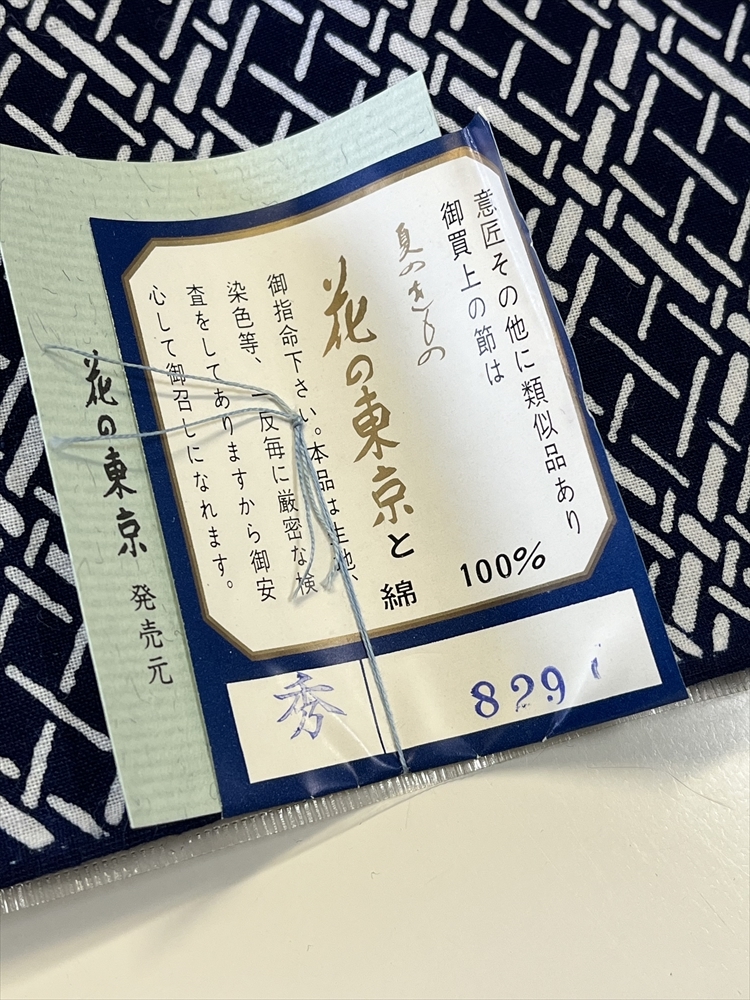 意匠その他に類似品あり
御買上の節は
夏のきもの
花の東京と
御指命下さい。本品は生地、
染色等、一反毎に厳密な検
査をしてありますから御安
心して御召しになれます。
綿 100%
秀 829
花の東京 発売元